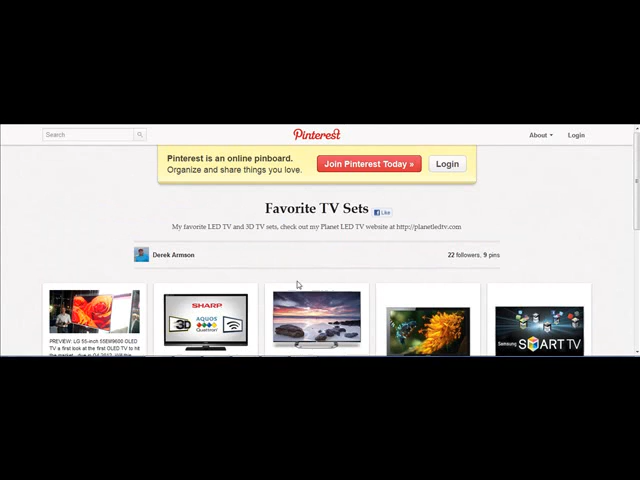 Search
Pinterest
About
Login
Pinterest is an online pinboard.
Organize and share things you love.
Join Pinterest Today »
Login
Favorite TV Sets
Like
My favorite LED TV and 3D TV sets, check out my Planet LED TV website at http://planetledtv.com
Derek Armson
22 followers, 9 pins
SHARP
3D
AQUOS
Quattron
PREVIEW: LG 55-inch 55EM9600 OLED
TV a first look at the first OLED TV to hit
Samsung
SMART TV